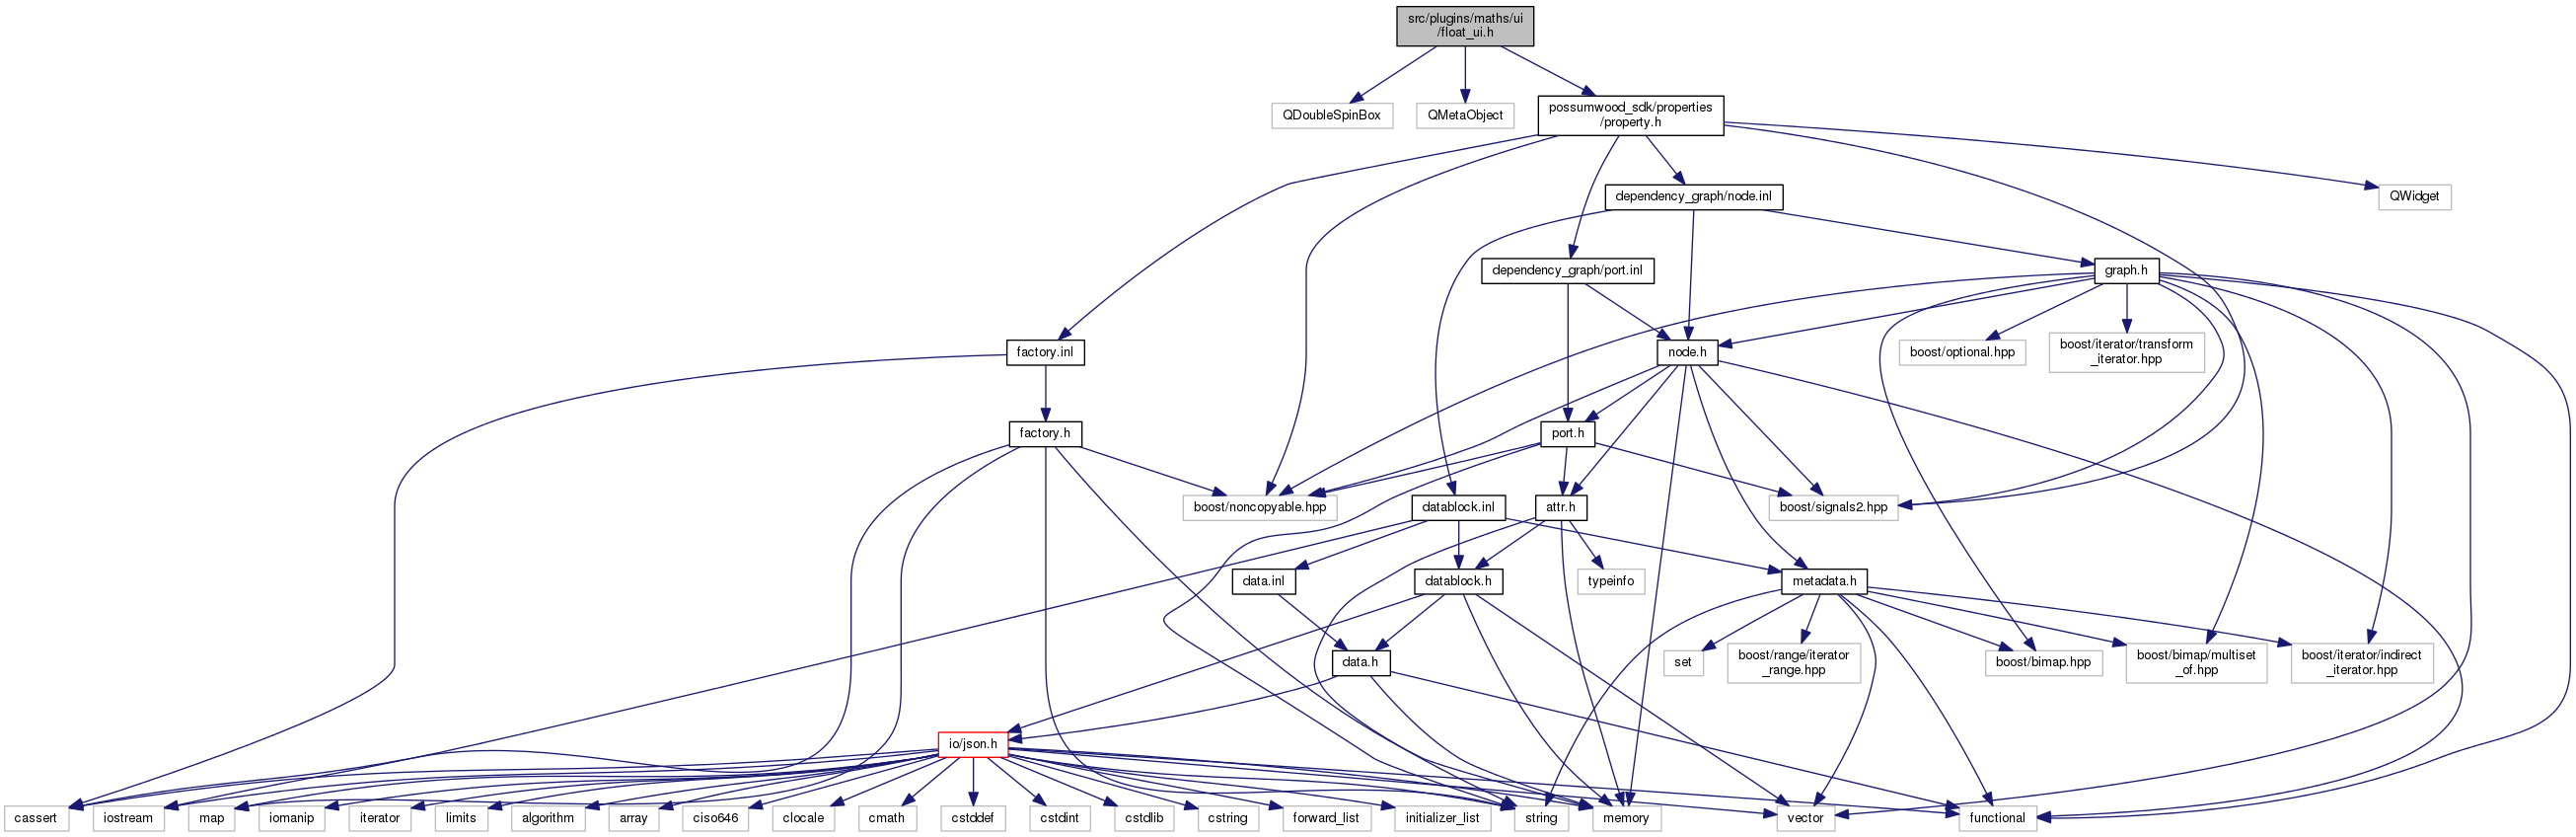 src/plugins/maths/ui
/float_ui.h
QDoubleSpinBox
QMetaObject
possumwood_sdk/properties
/property.h
dependency_graph/node.inl
QWidget
dependency_graph/port.inl
graph.h
factory.inl
node.h
boost/optional.hpp
boost/iterator/transform
_iterator.hpp
factory.h
port.h
boost/noncopyable.hpp
datablock.inl
attr.h
boost/signals2.hpp
data.inl
datablock.h
typeinfo
metadata.h
data.h
set
boost/range/iterator
_range.hpp
boost/bimap.hpp
boost/bimap/multiset
_of.hpp
boost/iterator/indirect
_iterator.hpp
io/json.h
cassert
iostream
map
iomanip
iterator
limits
algorithm
array
ciso646
clocale
cmath
cstddef
cstdint
cstdlib
cstring
forward_list
initializer_list
string
memory
vector
functional